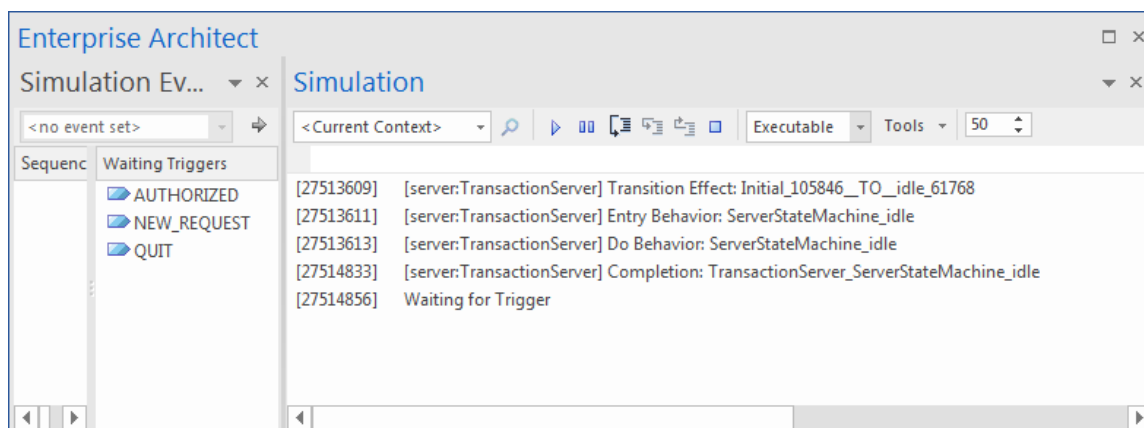 Enterprise Architect
Simulation Ev...
<no event set>
Sequenc
Waiting Triggers
AUTHORIZED
NEW_REQUEST
QUIT
Simulation
<Current Context>
Executable
Tools
50
[27513609] [server:TransactionServer] Transition Effect: Initial_105846__TO__idle_61768
[27513611] [server:TransactionServer] Entry Behavior: ServerStateMachine_idle
[27513613] [server:TransactionServer] Do Behavior: ServerStateMachine_idle
[27514833] [server:TransactionServer] Completion: TransactionServer_ServerStateMachine_idle
[27514856] Waiting for Trigger